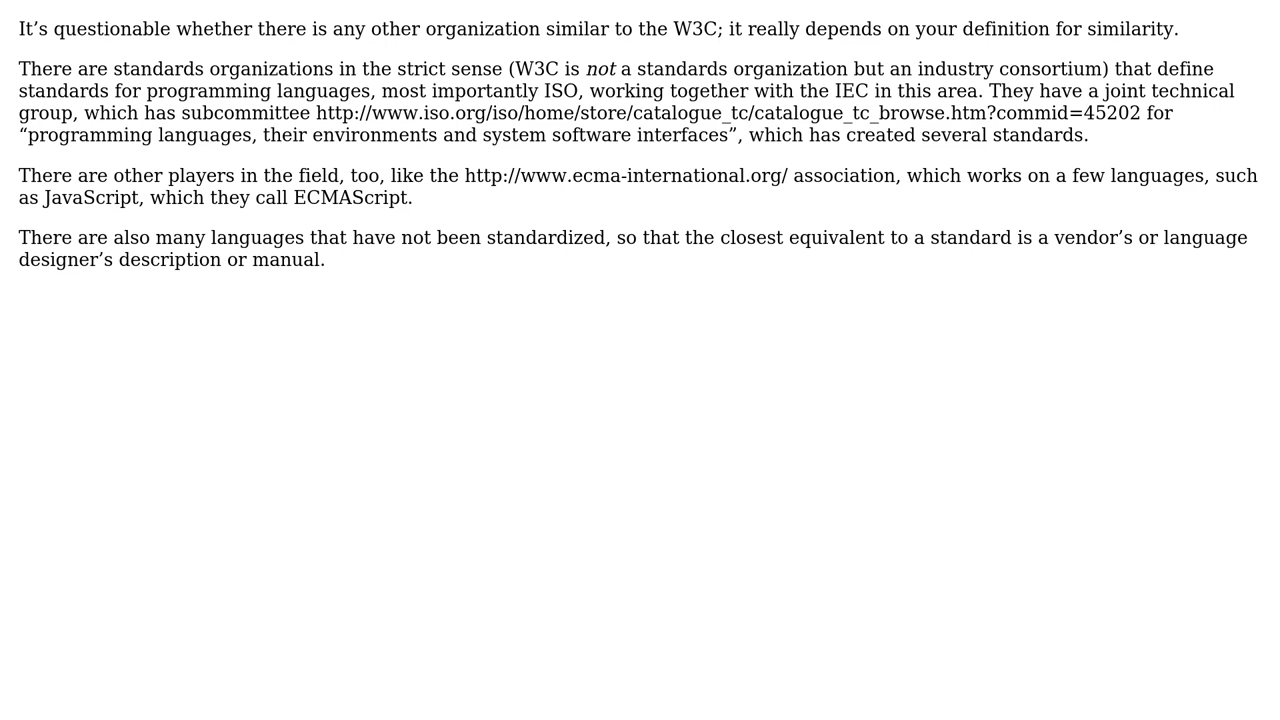 It’s questionable whether there is any other organization similar to the W3C; it really depends on your definition for similarity.
There are standards organizations in the strict sense (W3C is not a standards organization but an industry consortium) that define
standards for programming languages, most importantly ISO, working together with the IEC in this area. They have a joint technical
group, which has subcommittee http://www.iso.org/iso/home/store/catalogue_tc/catalogue_tc_browse.htm?commid=45202 for
“programming languages, their environments and system software interfaces”, which has created several standards.
There are other players in the field, too, like the http://www.ecma-international.org/ association, which works on a few languages, such
as JavaScript, which they call ECMAScript.
There are also many languages that have not been standardized, so that the closest equivalent to a standard is a vendor’s or language
designer’s description or manual.